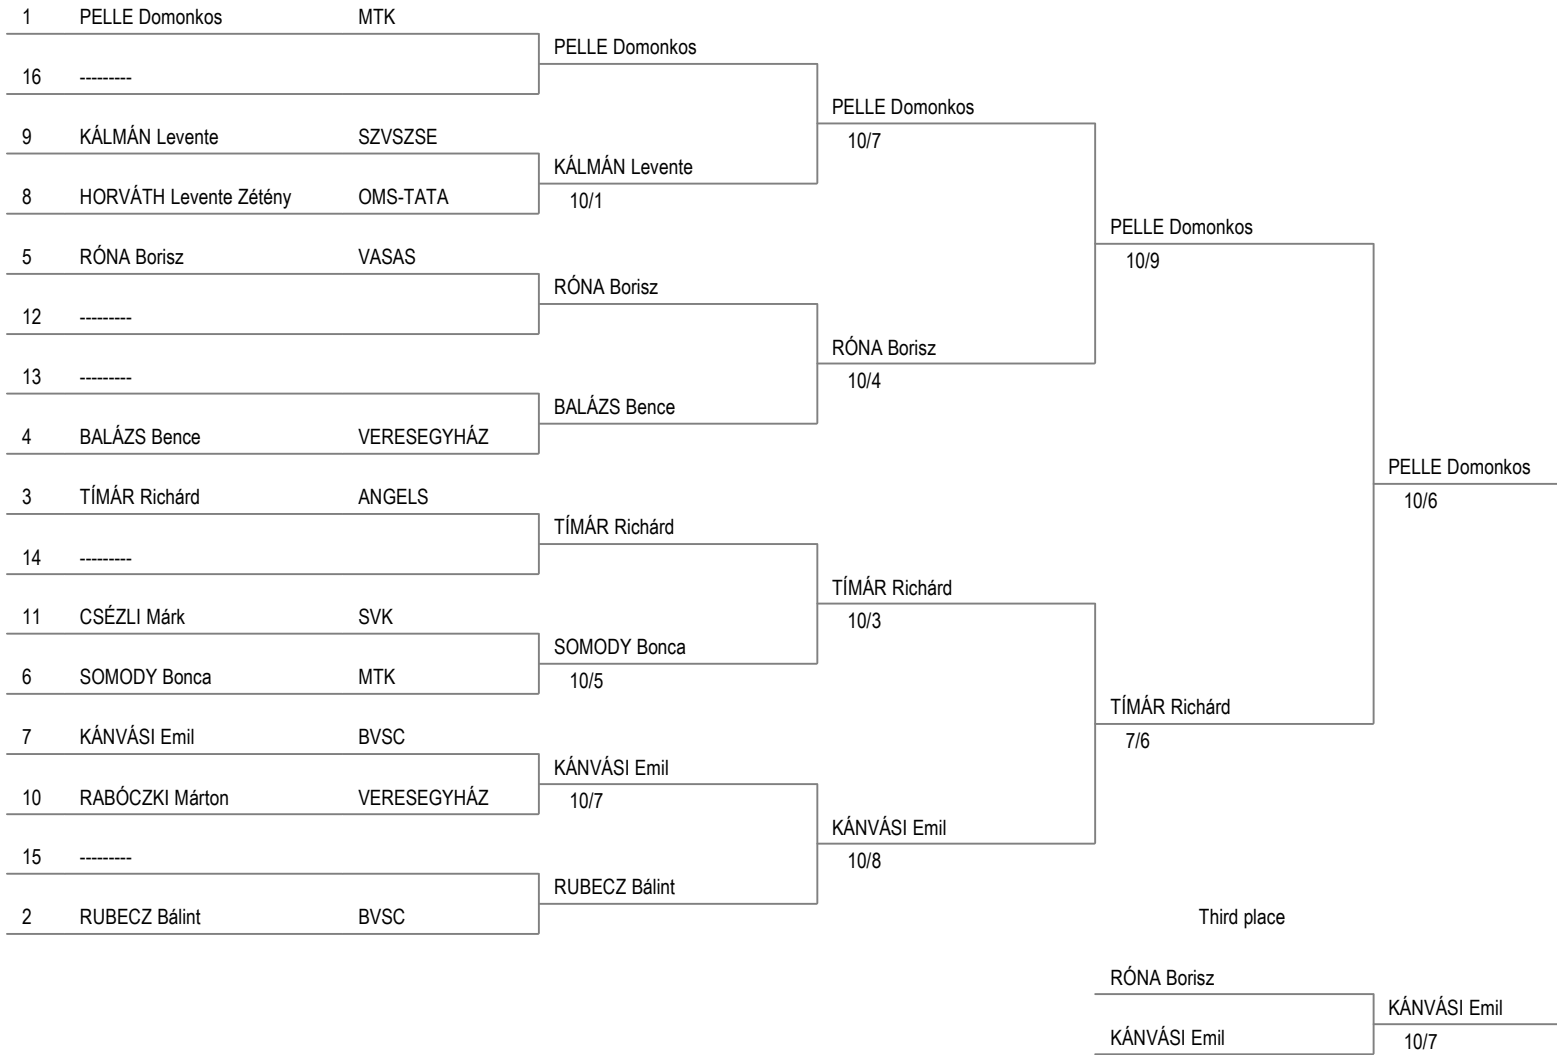 1 PELLE Domonkos MTK
PELLE Domonkos
16 ---------
PELLE Domonkos
9 KÁLMÁN Levente SZVSZSE
10/7
KÁLMÁN Levente
8 HORVÁTH Levente Zétény OMS-TATA
10/1
PELLE Domonkos
5 RÓNA Borisz VASAS
10/9
RÓNA Borisz
12 ---------
RÓNA Borisz
13 ---------
10/4
BALÁZS Bence
4 BALÁZS Bence VERESEGYHÁZ
PELLE Domonkos
3 TÍMÁR Richárd ANGELS
10/6
TÍMÁR Richárd
14 ---------
TÍMÁR Richárd
11 CSÉZLI Márk SVK
10/3
SOMODY Bonca
6 SOMODY Bonca MTK
10/5
TÍMÁR Richárd
7 KÁNVÁSI Emil BVSC
7/6
KÁNVÁSI Emil
10 RABÓCZKI Márton VERESEGYHÁZ
10/7
KÁNVÁSI Emil
15 ---------
10/8
RUBECZ Bálint
2 RUBECZ Bálint BVSC
Third place
RÓNA Borisz
KÁNVÁSI Emil
KÁNVÁSI Emil
10/7